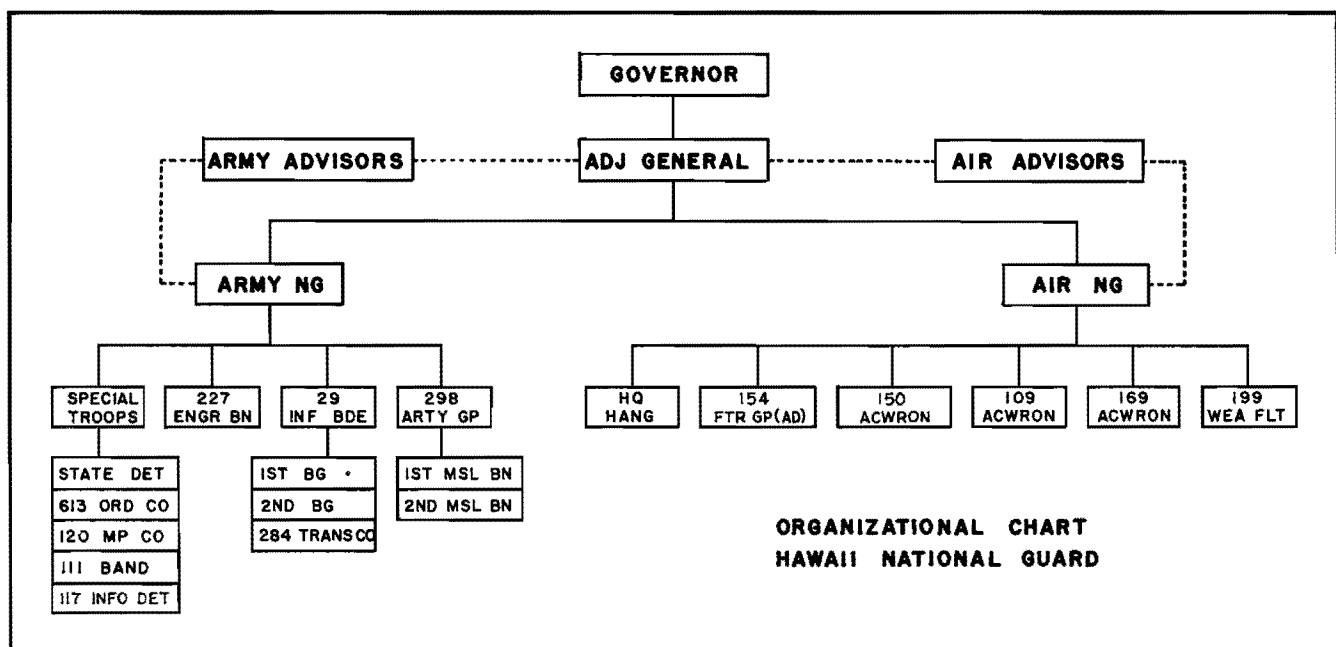 GOVERNOR
ARMY ADVISORS
ADJ GENERAL
AIR ADVISORS
ARMY NG
AIR NG
SPECIAL
TROOPS
227
ENGR BN
29
INF BDE
298
ARTY GP
HQ
HANG
154
FTR GP(AD)
150
ACWRON
109
ACWRON
169
ACWRON
199
WEA FLT
STATE DET
613 ORD CO
120 MP CO
111 BAND
117 INFO DET
1ST BG
2ND BG
284 TRANS CO
1ST MSL BN
2ND MSL BN
ORGANIZATIONAL CHART
HAWAII NATIONAL GUARD